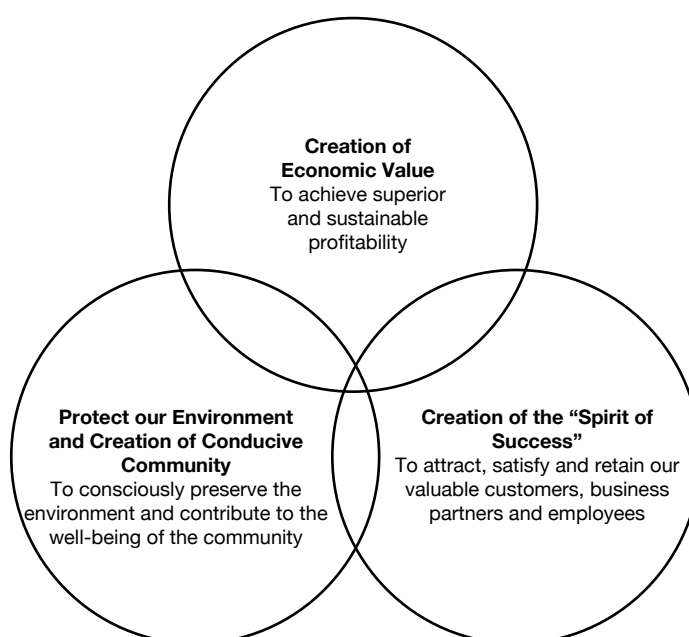 Creation of
Economic Value
To achieve superior
and sustainable
profitability
Protect our Environment
and Creation of Conducive
Community
To consciously preserve the
environment and contribute to the
well-being of the community
Creation of the “Spirit of
Success”
To attract, satisfy and retain our
valuable customers, business
partners and employees